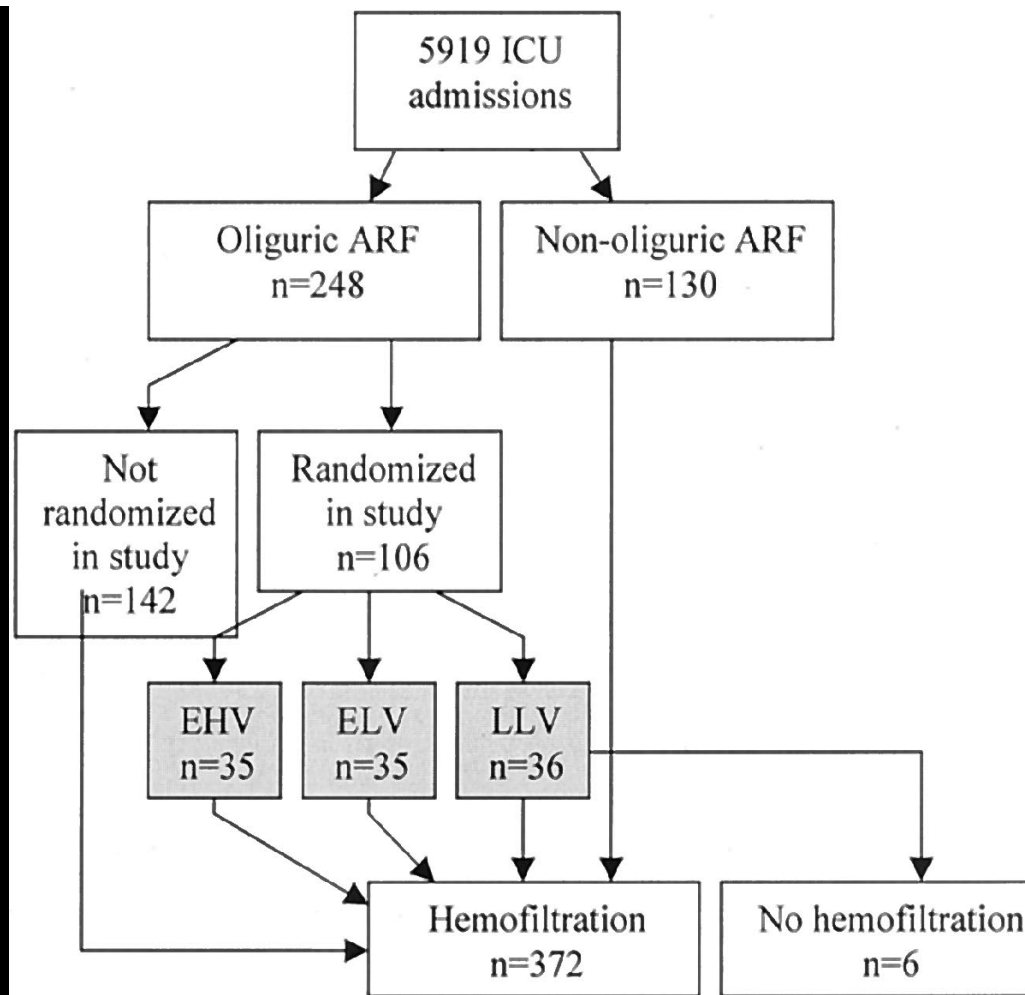 5919 ICU
admissions
Oliguric ARF
n=248
Non-oliguric ARF
n=130
Not
randomized
in study
n=142
Randomized
in study
n=106
EHV
n=35
ELV
n=35
LLV
n=36
Hemofiltration
n=372
No hemofiltration
n=6